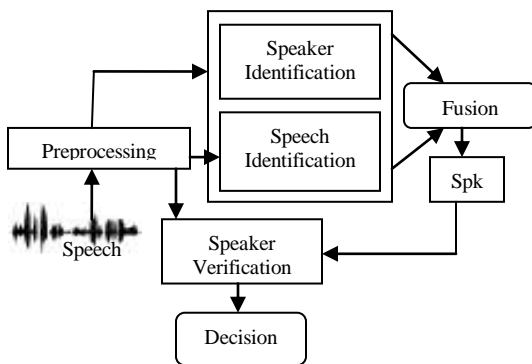 Speaker
Identification
Fusion
Speech
Identification
Preprocessing
Spk
Speech
Speaker
Verification
Decision